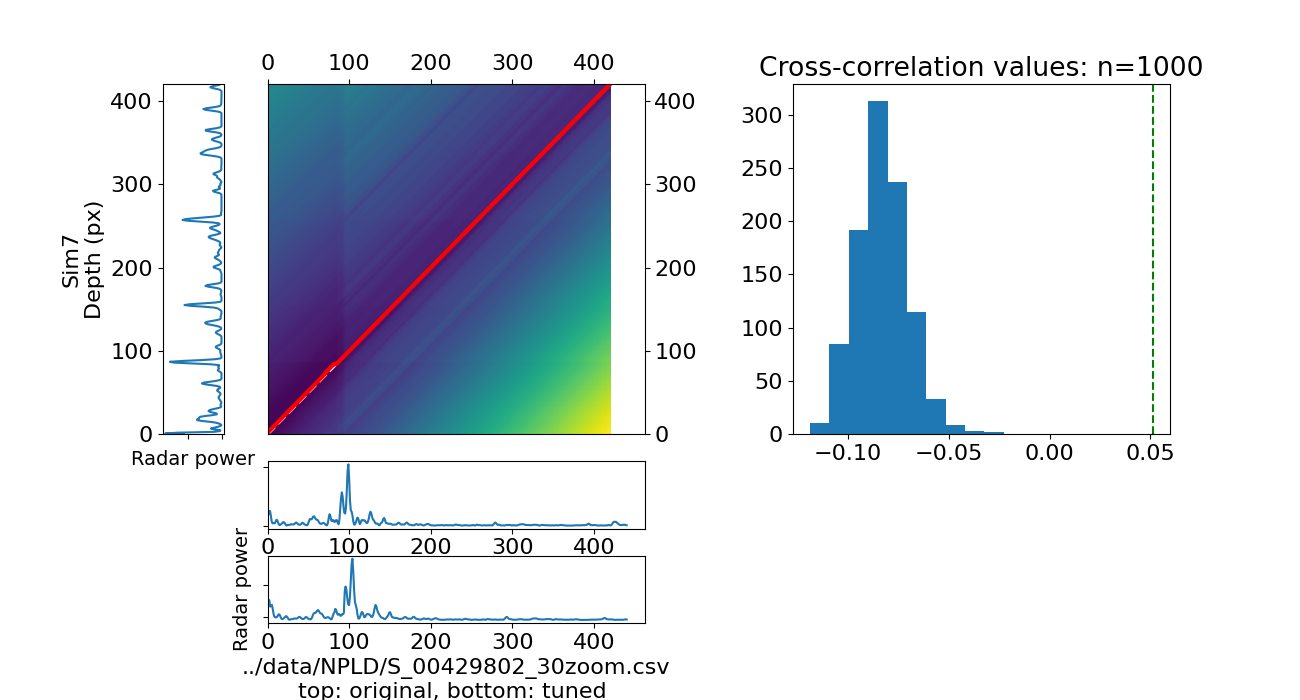 0 100 200 300 400
Cross-correlation values: n=1000
400
300
200
100
0
Sim7
Depth (px)
Radar power
400
300
200
100
0
300
250
200
150
100
50
0
−0.10 −0.05 0.00 0.05
0 100 200 300 400
Radar power
0 100 200 300 400
../data/NPLD/S_00429802_30zoom.csv
top: original, bottom: tuned